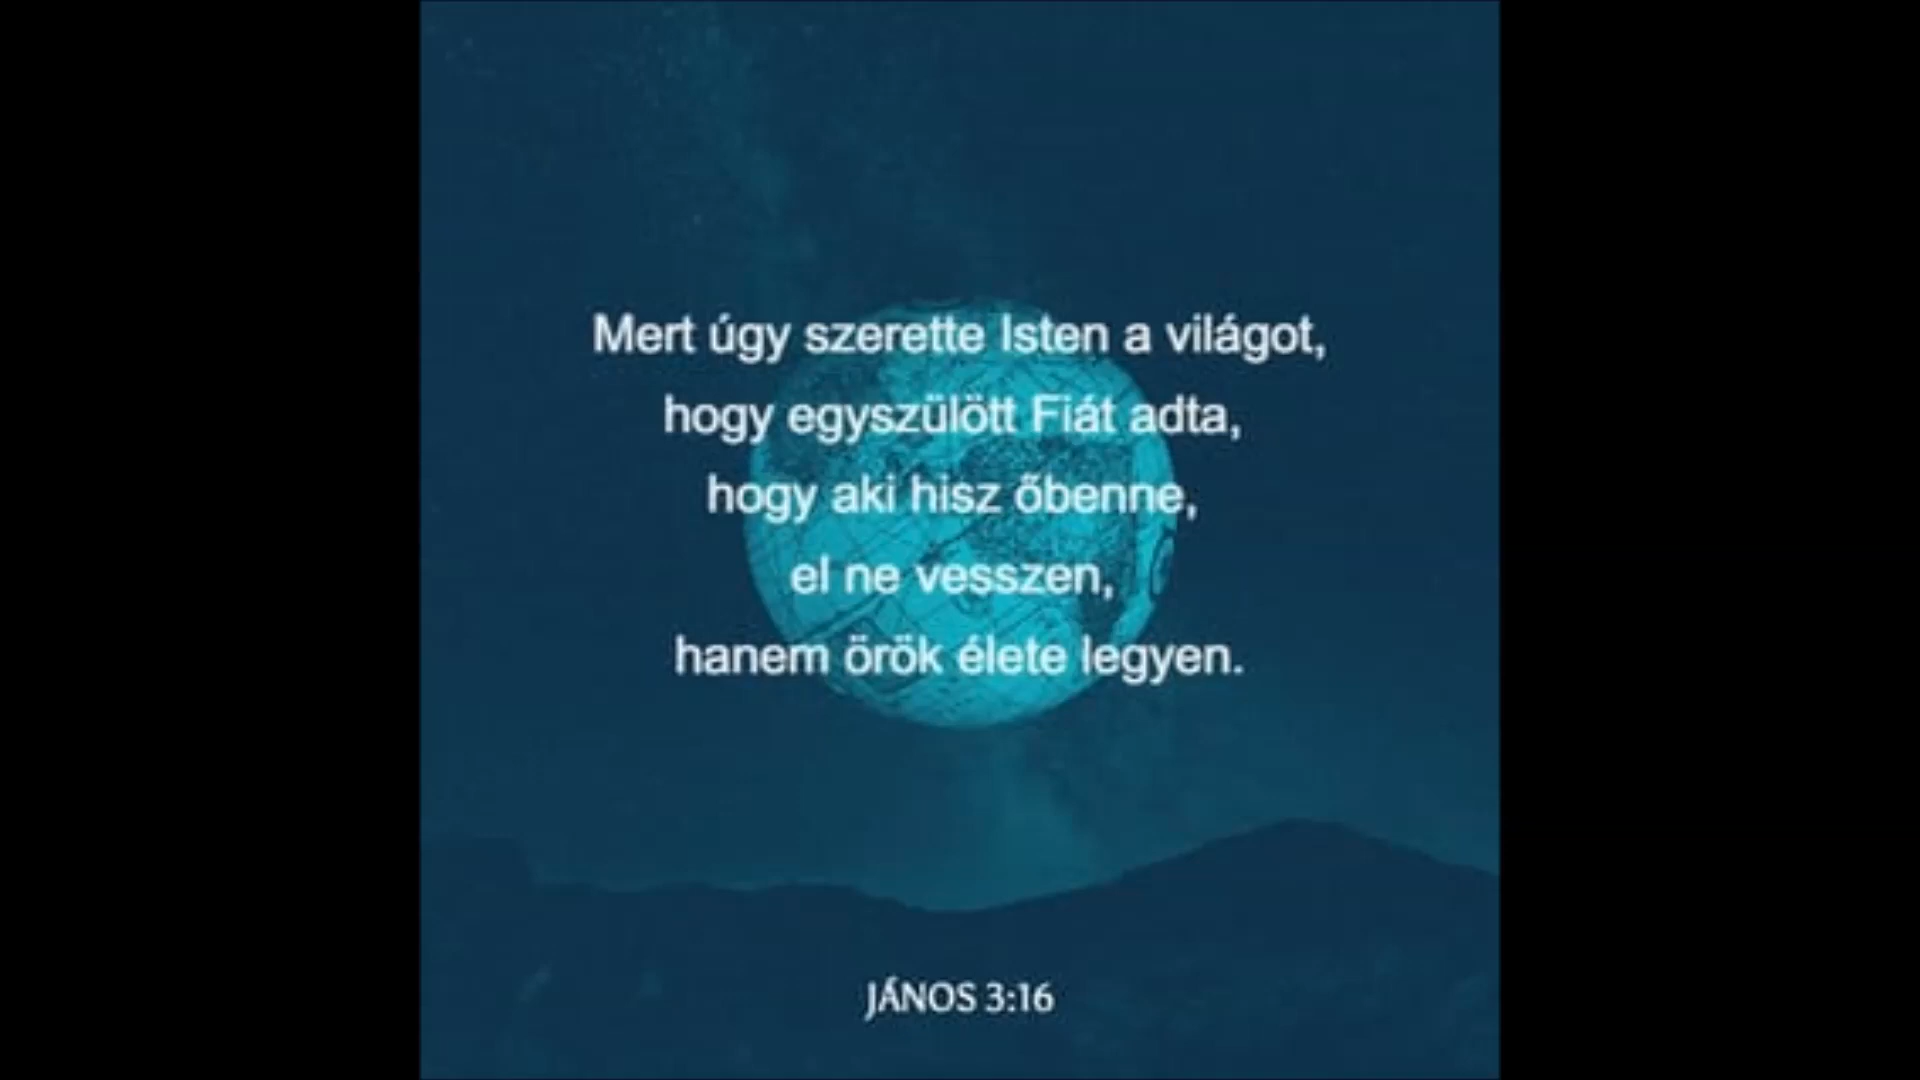 Mert úgy szerette Isten a világot,
hogy egyszülött Fiát adta,
hogy aki hisz őbenne,
el ne vesszen,
hanem örök élete legyen.
JÁNOS 3:16